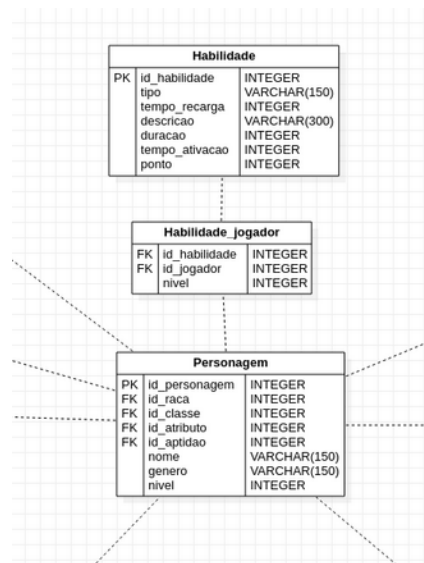 Habilidade
PK id_habilidade INTEGER
tipo VARCHAR(150)
tempo_recarga INTEGER
descricao VARCHAR(300)
duracao INTEGER
tempo_ativacao INTEGER
ponto INTEGER
Habilidade_jogador
FK id_habilidade INTEGER
FK id_jogador INTEGER
nivel INTEGER
Personagem
PK id_personagem INTEGER
FK id_raca INTEGER
FK id_classe INTEGER
FK id_atributo INTEGER
FK id_aptidao INTEGER
nome VARCHAR(150)
genero VARCHAR(150)
nivel INTEGER